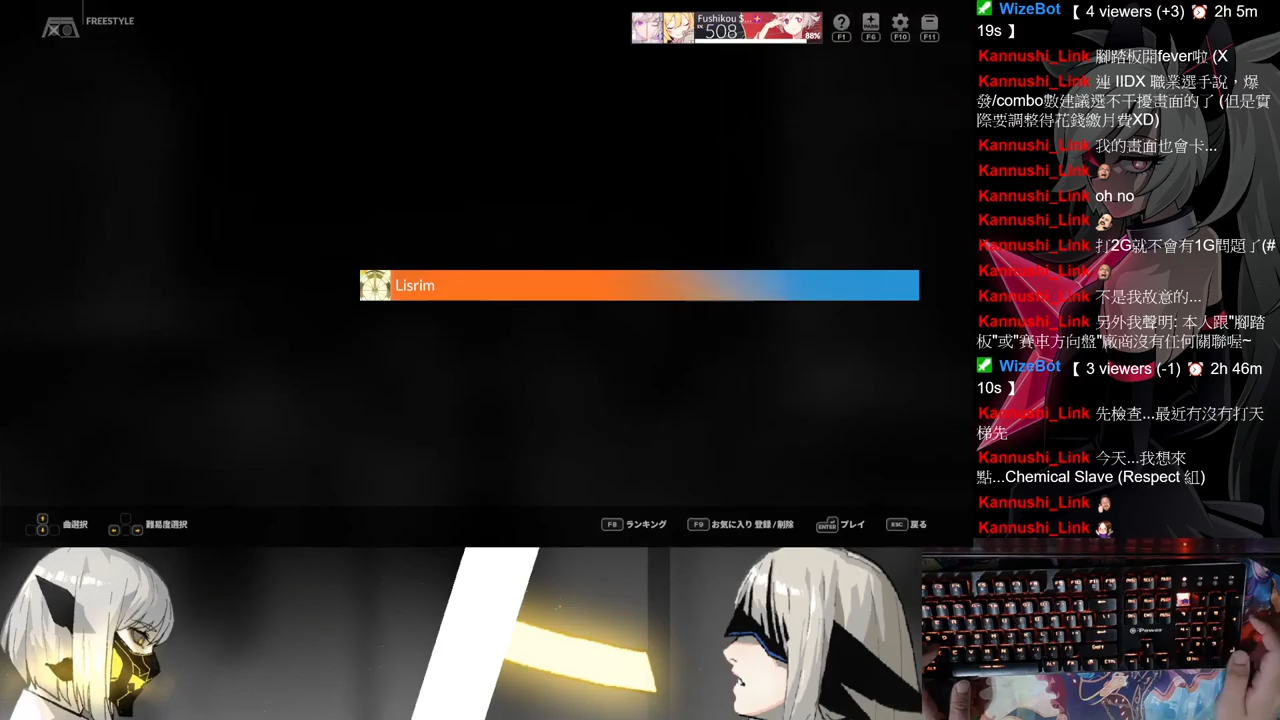 FREESTYLE
Fushikou S...
508
88%
F1
F6
F10
F11
Lisrim
曲選択
難易度選択
F8 ランキング
F9 お気に入り 登録/削除
ENTER プレイ
ESC 戻る
WizeBot 【 4 viewers (+3) ⏰ 2h 5m
19s 】
Kannushi_Link 腳踏板開fever啦 (X
Kannushi_Link 連 IIDX 職業選手說，爆
發/combo數建議選不干擾畫面的了 (但是實
際要調整得花錢繳月費XD)
Kannushi_Link 我的畫面也會卡...
Kannushi_Link
Kannushi_Link oh no
Kannushi_Link
Kannushi_Link 打2G就不會有1G問題了(#
Kannushi_Link
Kannushi_Link 不是我故意的...
Kannushi_Link 另外我聲明: 本人跟"腳踏
板"或"賽車方向盤"廠商沒有任何關聯喔~
WizeBot 【 3 viewers (-1) ⏰ 2h 46m
10s 】
Kannushi_Link 先檢查...最近有沒有打天
梯先
Kannushi_Link 今天...我想來
點...Chemical Slave (Respect 紅)
Kannushi_Link
Kannushi_Link